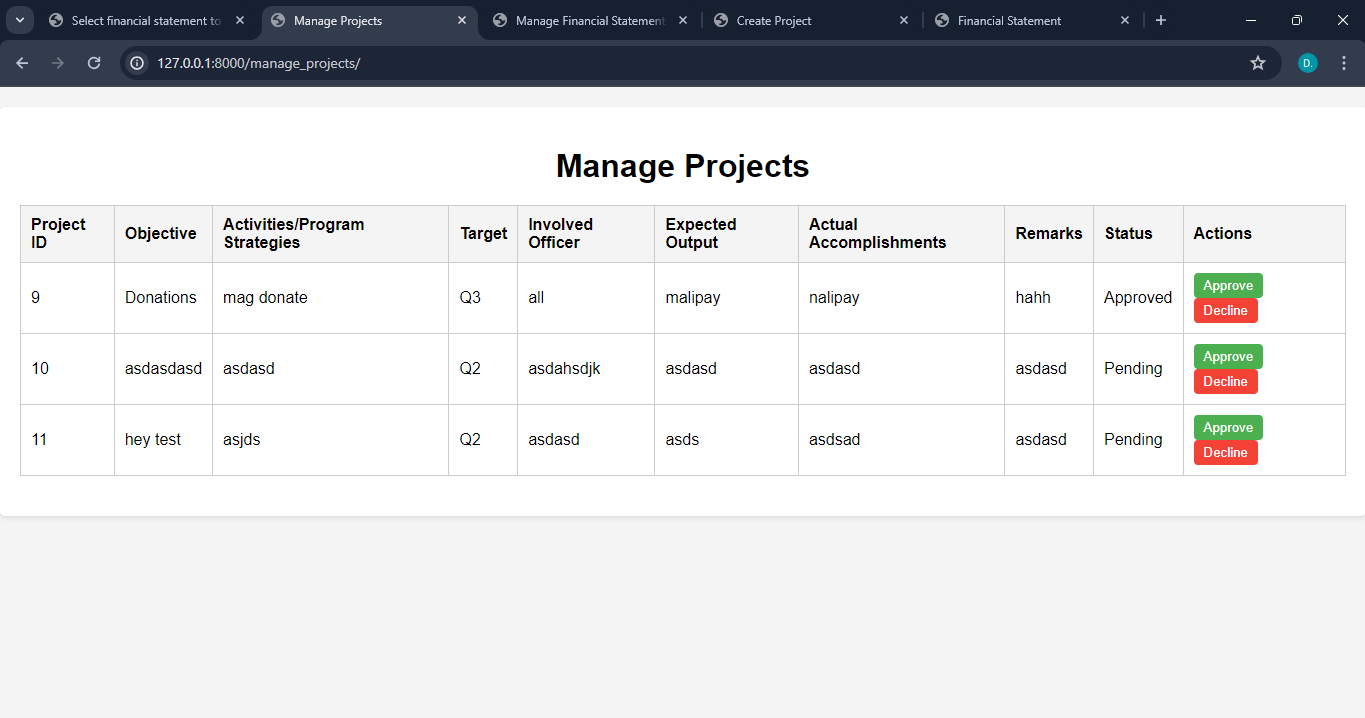 Select financial statement to
Manage Projects
Manage Financial Statement
Create Project
Financial Statement
127.0.0.1:8000/manage_projects/
D.
Manage Projects
Project ID
Objective
Activities/Program Strategies
Target
Involved Officer
Expected Output
Actual Accomplishments
Remarks
Status
Actions
9
Donations
mag donate
Q3
all
malipay
nalipay
hahh
Approved
Approve
Decline
10
asdasdasd
asdasd
Q2
asdahsdjk
asdasd
asdasd
asdasd
Pending
Approve
Decline
11
hey test
asjds
Q2
asdasd
asds
asdsad
asdasd
Pending
Approve
Decline